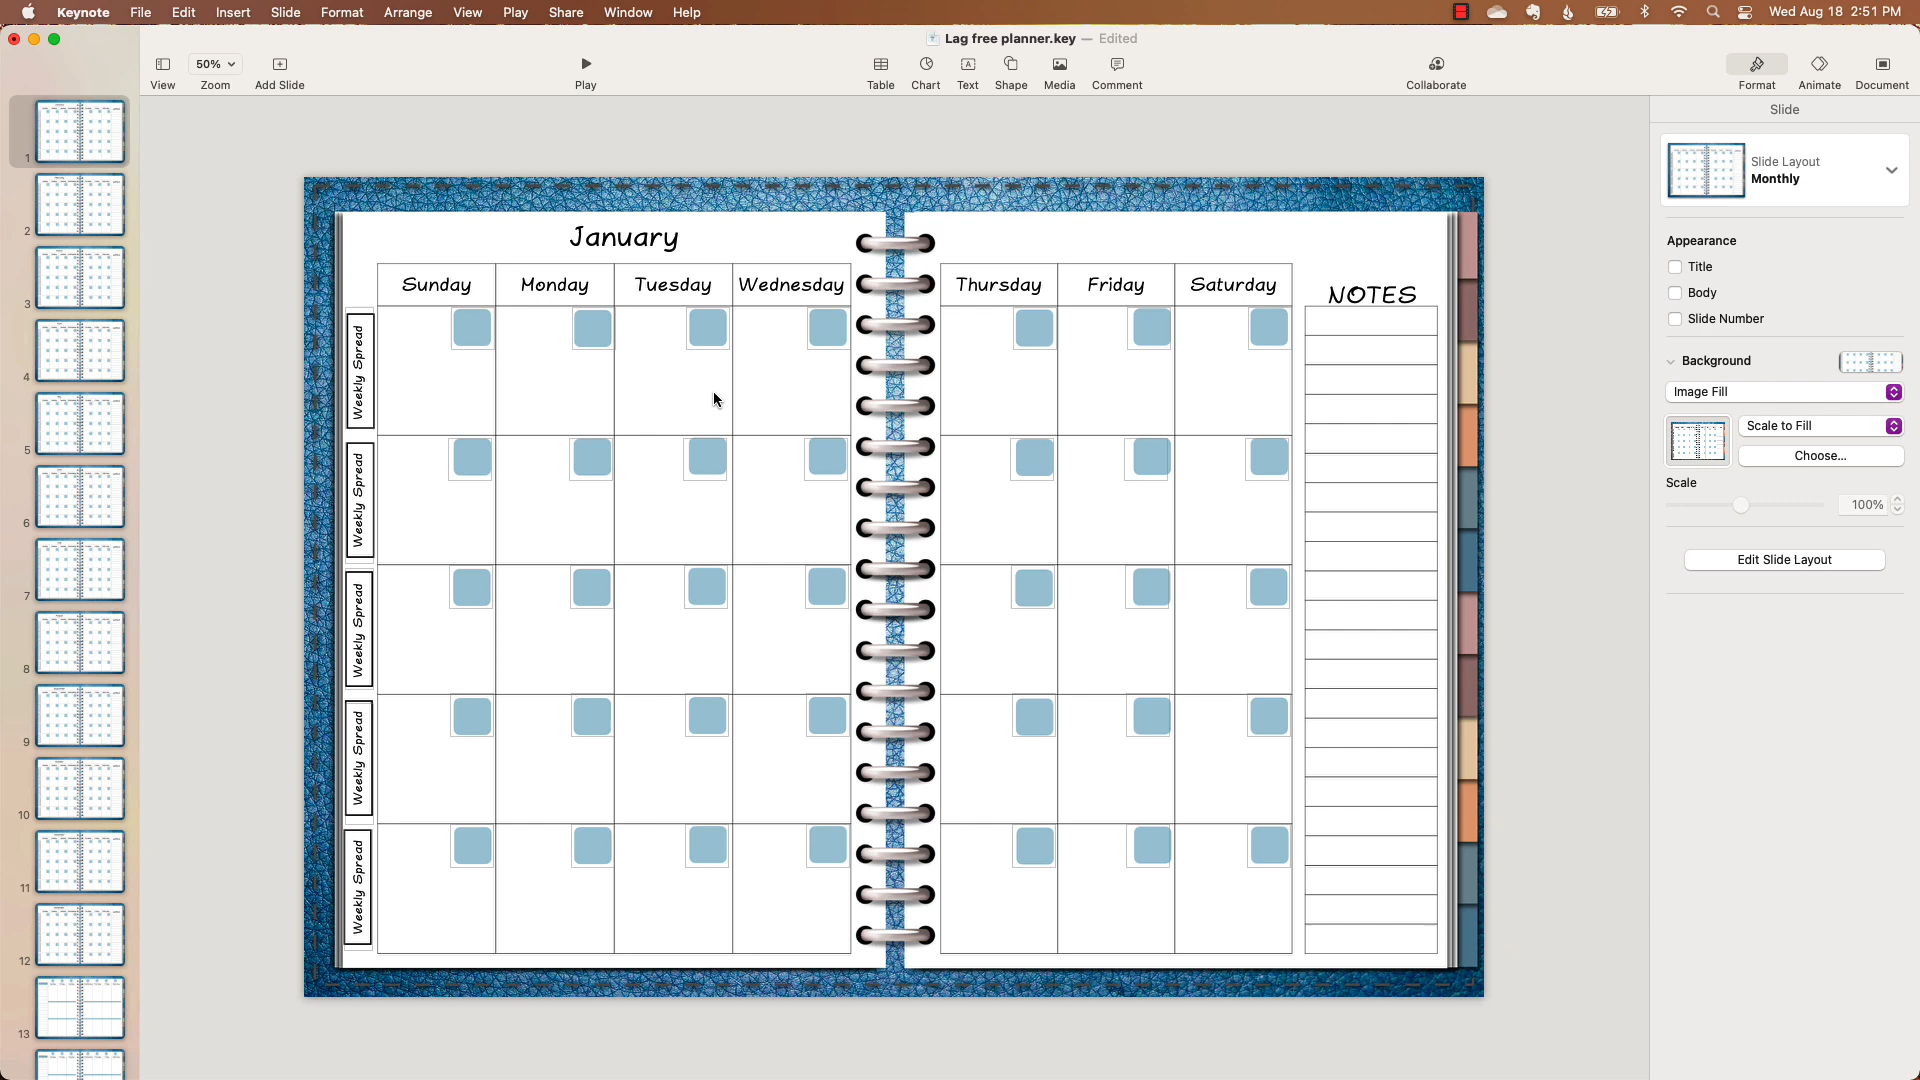 Keynote File Edit Insert Slide Format Arrange View Play Share Window Help Wed Aug 18 2:51 PM
Lag free planner.key — Edited
50%
View Zoom Add Slide Play Table Chart Text Shape Media Comment Collaborate Format Animate Document
Slide
Slide Layout
Monthly
Appearance
Title
Body
Slide Number
Background
Image Fill
Scale to Fill
Choose...
Scale
100%
Edit Slide Layout
January
Sunday Monday Tuesday Wednesday Thursday Friday Saturday
NOTES
Weekly Spread
Weekly Spread
Weekly Spread
Weekly Spread
Weekly Spread
1
2
3
4
5
6
7
8
9
10
11
12
13